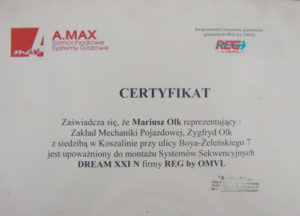 A.MAX
Samochodowe
Systemy Gazowe
REG
CERTYFIKAT
Zaświadcza się, że Mariusz Olk reprezentujący :
Zakład Mechaniki Pojazdowej, Zygfryd Olk
z siedzibą w Koszalinie przy ulicy Boya-Żeleńskiego 7
jest upoważniony do montażu Systemów Sekwencyjnych
DREAM XXI N firmy REG by OMVL